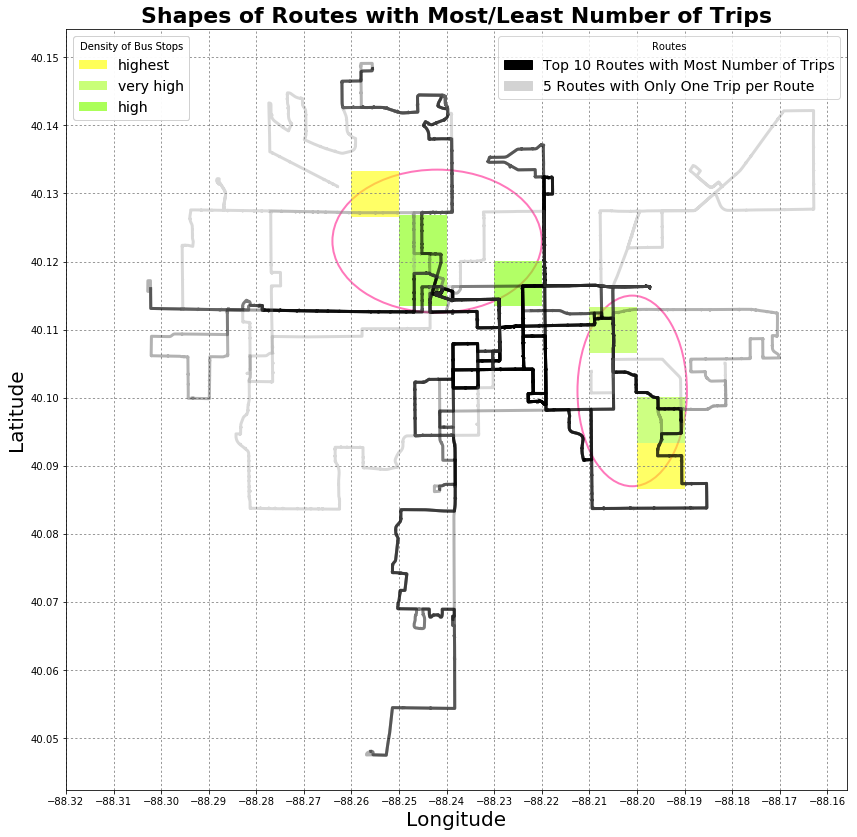 Shapes of Routes with Most/Least Number of Trips
Density of Bus Stops
highest
very high
high
Routes
Top 10 Routes with Most Number of Trips
5 Routes with Only One Trip per Route
40.15
40.14
40.13
40.12
40.11
40.10
40.09
40.08
40.07
40.06
40.05
Latitude
−88.32 −88.31 −88.30 −88.29 −88.28 −88.27 −88.26 −88.25 −88.24 −88.23 −88.22 −88.21 −88.20 −88.19 −88.18 −88.17 −88.16
Longitude